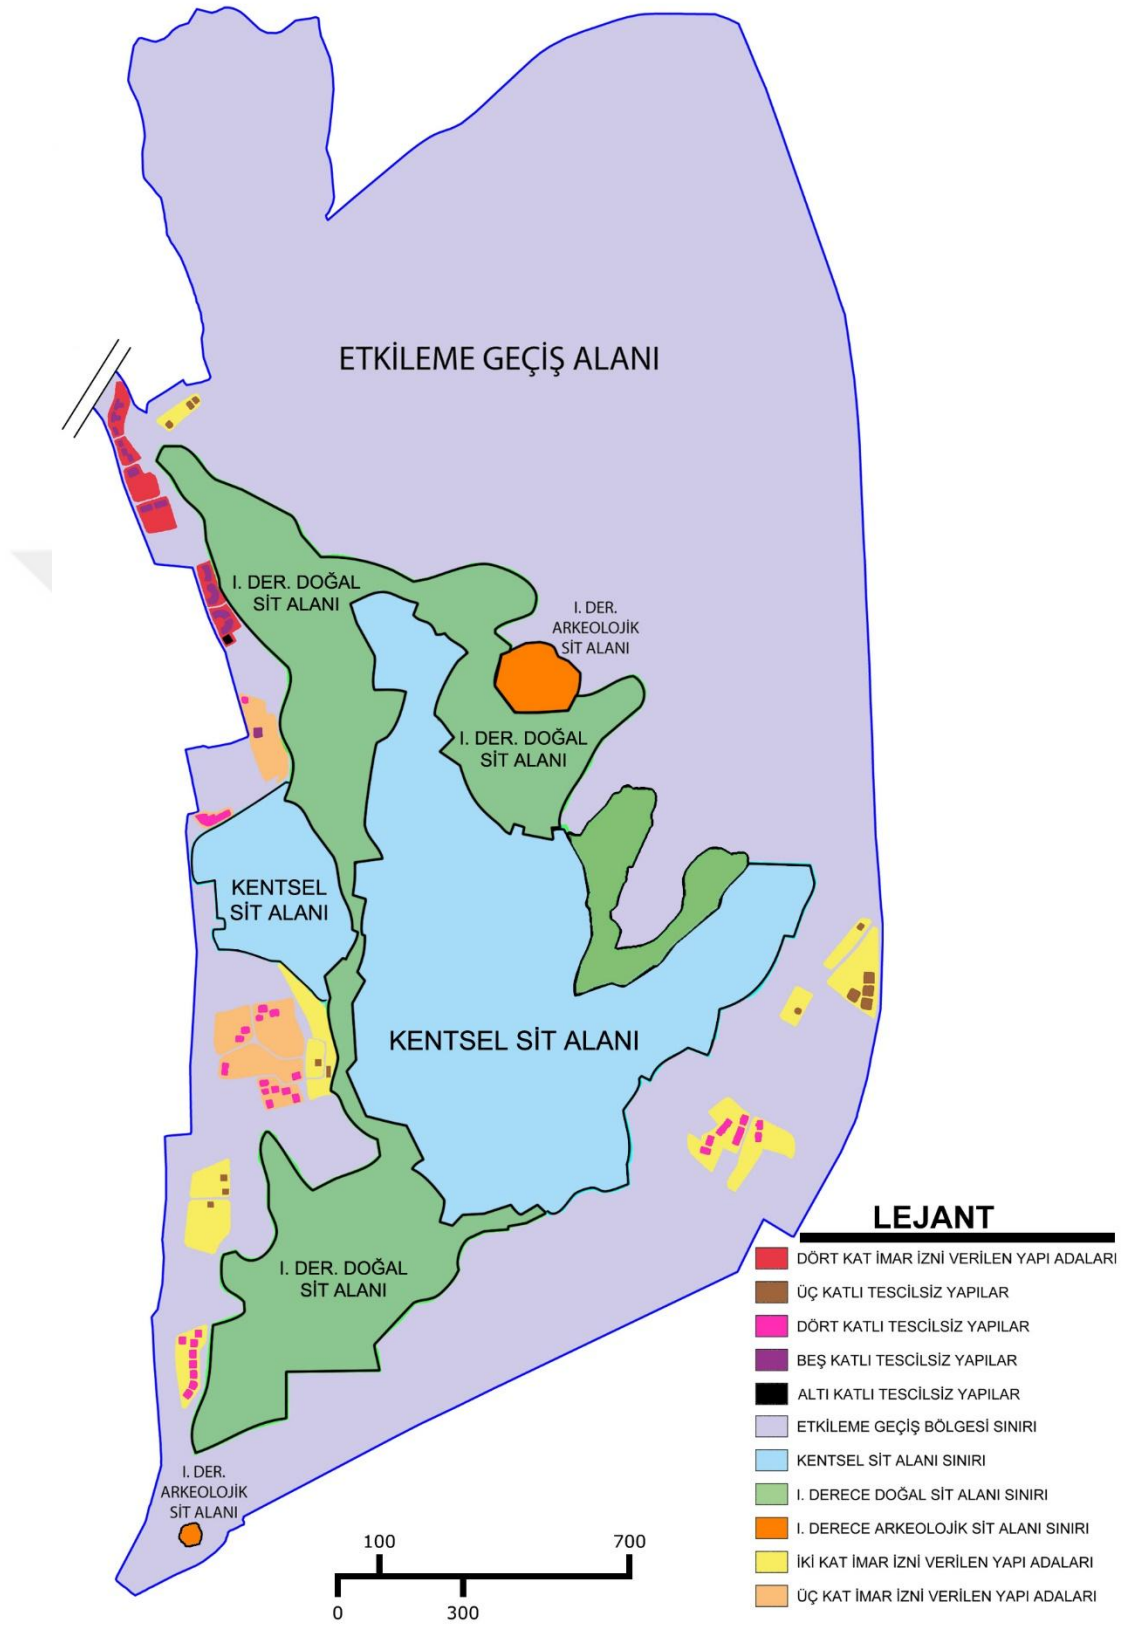 ETKİLEME GEÇİŞ ALANI
I. DER. DOĞAL
SİT ALANI
I. DER.
ARKEOLOJİK
SİT ALANI
I. DER. DOĞAL
SİT ALANI
KENTSEL
SİT ALANI
KENTSEL SİT ALANI
I. DER. DOĞAL
SİT ALANI
I. DER.
ARKEOLOJİK
SİT ALANI
LEJANT
DÖRT KAT İMAR İZNİ VERİLEN YAPI ADALARI
ÜÇ KATLI TESCİLSİZ YAPILAR
DÖRT KATLI TESCİLSİZ YAPILAR
BEŞ KATLI TESCİLSİZ YAPILAR
ALTI KATLI TESCİLSİZ YAPILAR
ETKİLEME GEÇİŞ BÖLGESİ SINIRI
KENTSEL SİT ALANI SINIRI
I. DERECE DOĞAL SİT ALANI SINIRI
I. DERECE ARKEOLOJİK SİT ALANI SINIRI
İKİ KAT İMAR İZNİ VERİLEN YAPI ADALARI
ÜÇ KAT İMAR İZNİ VERİLEN YAPI ADALARI
100 700
0 300